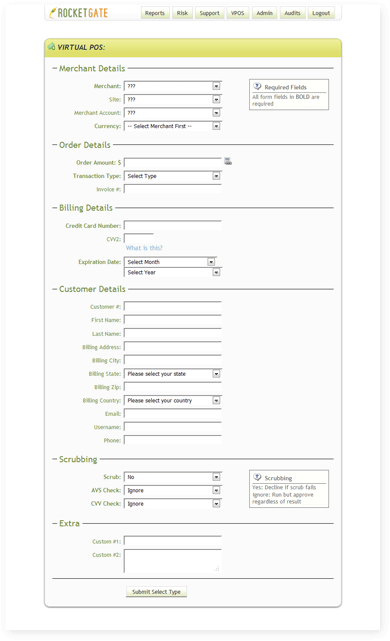 ROCKETGATE
Reports Risk Support VPOS Admin Audits Logout
VIRTUAL POS:
Merchant Details
Merchant: ???
Site: ???
Merchant Account: ???
Currency: -- Select Merchant First --
Required Fields
All form fields in BOLD are
required
Order Details
Order Amount: $
Transaction Type: Select Type
Invoice #:
Billing Details
Credit Card Number:
CVV2:
What is this?
Expiration Date: Select Month
Select Year
Customer Details
Customer #:
First Name:
Last Name:
Billing Address:
Billing City:
Billing State: Please select your state
Billing Zip:
Billing Country: Please select your country
Email:
Username:
Phone:
Scrubbing
Scrub: No
AVS Check: Ignore
CVV Check: Ignore
Scrubbing
Yes: Decline if scrub fails
Ignore: Run but approve
regardless of result
Extra
Custom #1:
Custom #2:
Submit Select Type